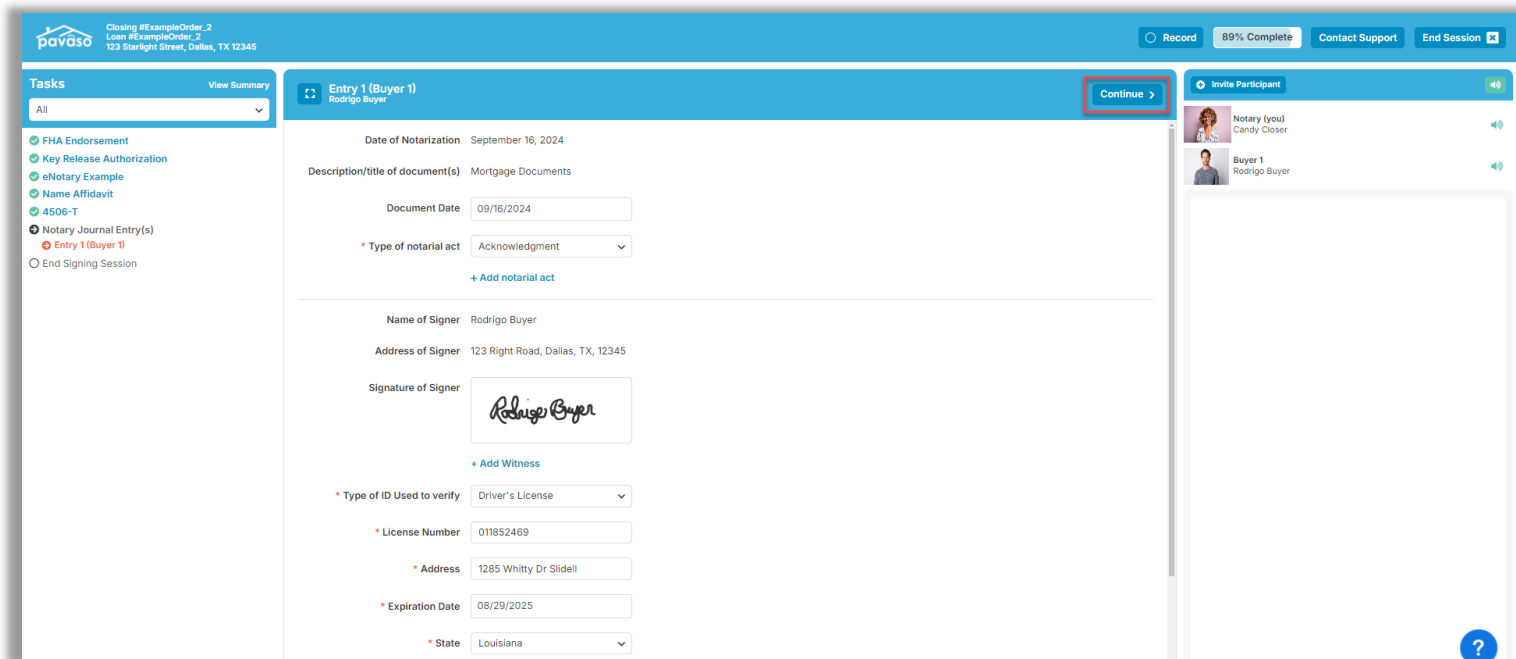 pavaso
Closing #ExampleOrder_2
Loan #ExampleOrder_2
123 Starlight Street, Dallas, TX 12345
Record
89% Complete
Contact Support
End Session
Tasks
View Summary
All
FHA Endorsement
Key Release Authorization
eNotary Example
Name Affidavit
4506-T
Notary Journal Entry(s)
Entry 1 (Buyer 1)
End Signing Session
Entry 1 (Buyer 1)
Rodrigo Buyer
Continue
Date of Notarization September 16, 2024
Description/title of document(s) Mortgage Documents
Document Date 09/16/2024
* Type of notarial act Acknowledgment
+ Add notarial act
Name of Signer Rodrigo Buyer
Address of Signer 123 Right Road, Dallas, TX, 12345
Signature of Signer Rodrigo Buyer
+ Add Witness
* Type of ID Used to verify Driver's License
* License Number 011852469
* Address 1285 Whitty Dr Slidell
* Expiration Date 08/29/2025
* State Louisiana
Invite Participant
Notary (you)
Candy Closer
Buyer 1
Rodrigo Buyer
?